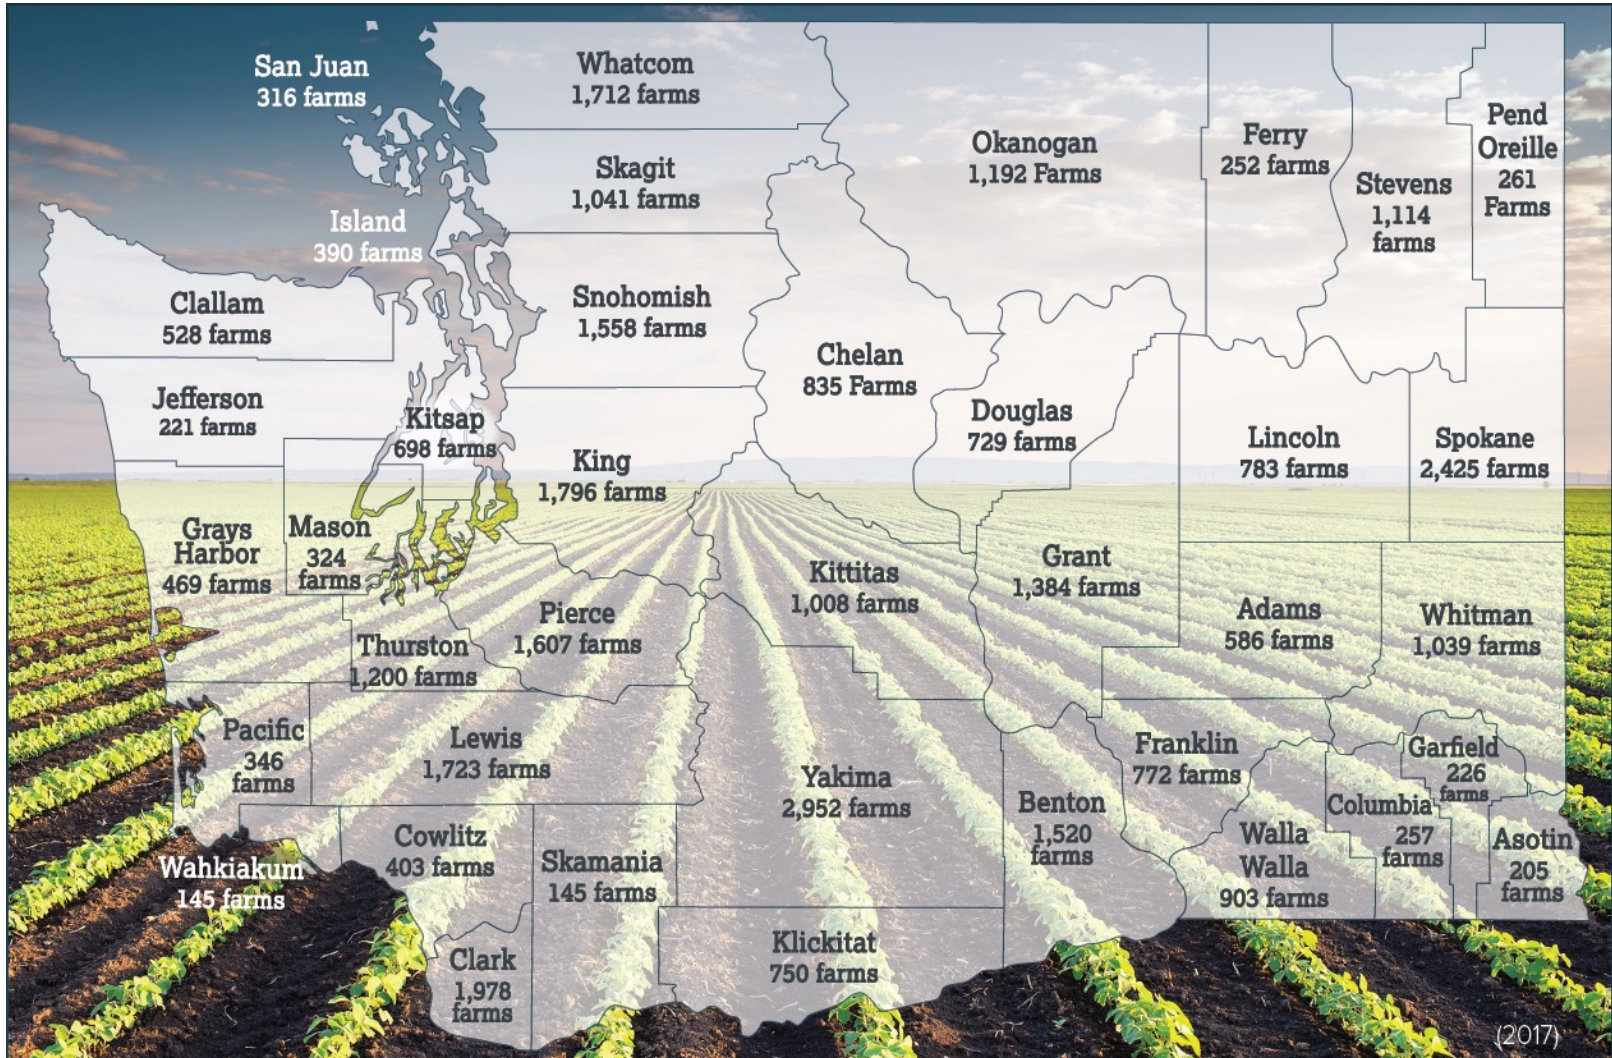 San Juan
316 farms
Whatcom
1,712 farms
Skagit
1,041 farms
Island
390 farms
Okanogan
1,192 Farms
Ferry
252 farms
Stevens
1,114
farms
Pend
Oreille
261
Farms
Clallam
528 farms
Snohomish
1,558 farms
Chelan
835 Farms
Jefferson
221 farms
Kitsap
698 farms
King
1,796 farms
Douglas
729 farms
Lincoln
783 farms
Spokane
2,425 farms
Grays
Harbor
469 farms
Mason
324
farms
Kittitas
1,008 farms
Grant
1,384 farms
Pierce
1,607 farms
Thurston
1,200 farms
Adams
586 farms
Whitman
1,039 farms
Pacific
346
farms
Lewis
1,723 farms
Yakima
2,952 farms
Benton
1,520
farms
Franklin
772 farms
Garfield
226
farms
Columbia
257
farms
Walla
Walla
903 farms
Asotin
205
farms
Wahkiakum
145 farms
Cowlitz
403 farms
Skamania
145 farms
Clark
1,978
farms
Klickitat
750 farms
(2017)